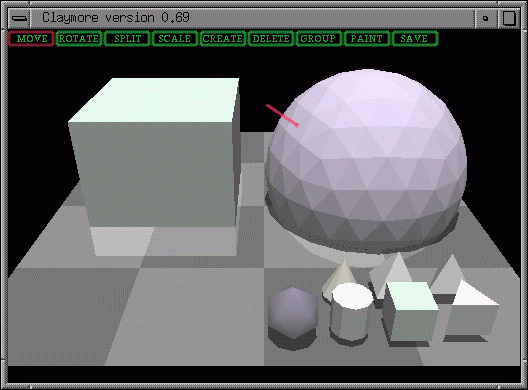 Claymore version 0.69
MOVE ROTATE SPLIT SCALE CREATE DELETE GROUP PAINT SAVE